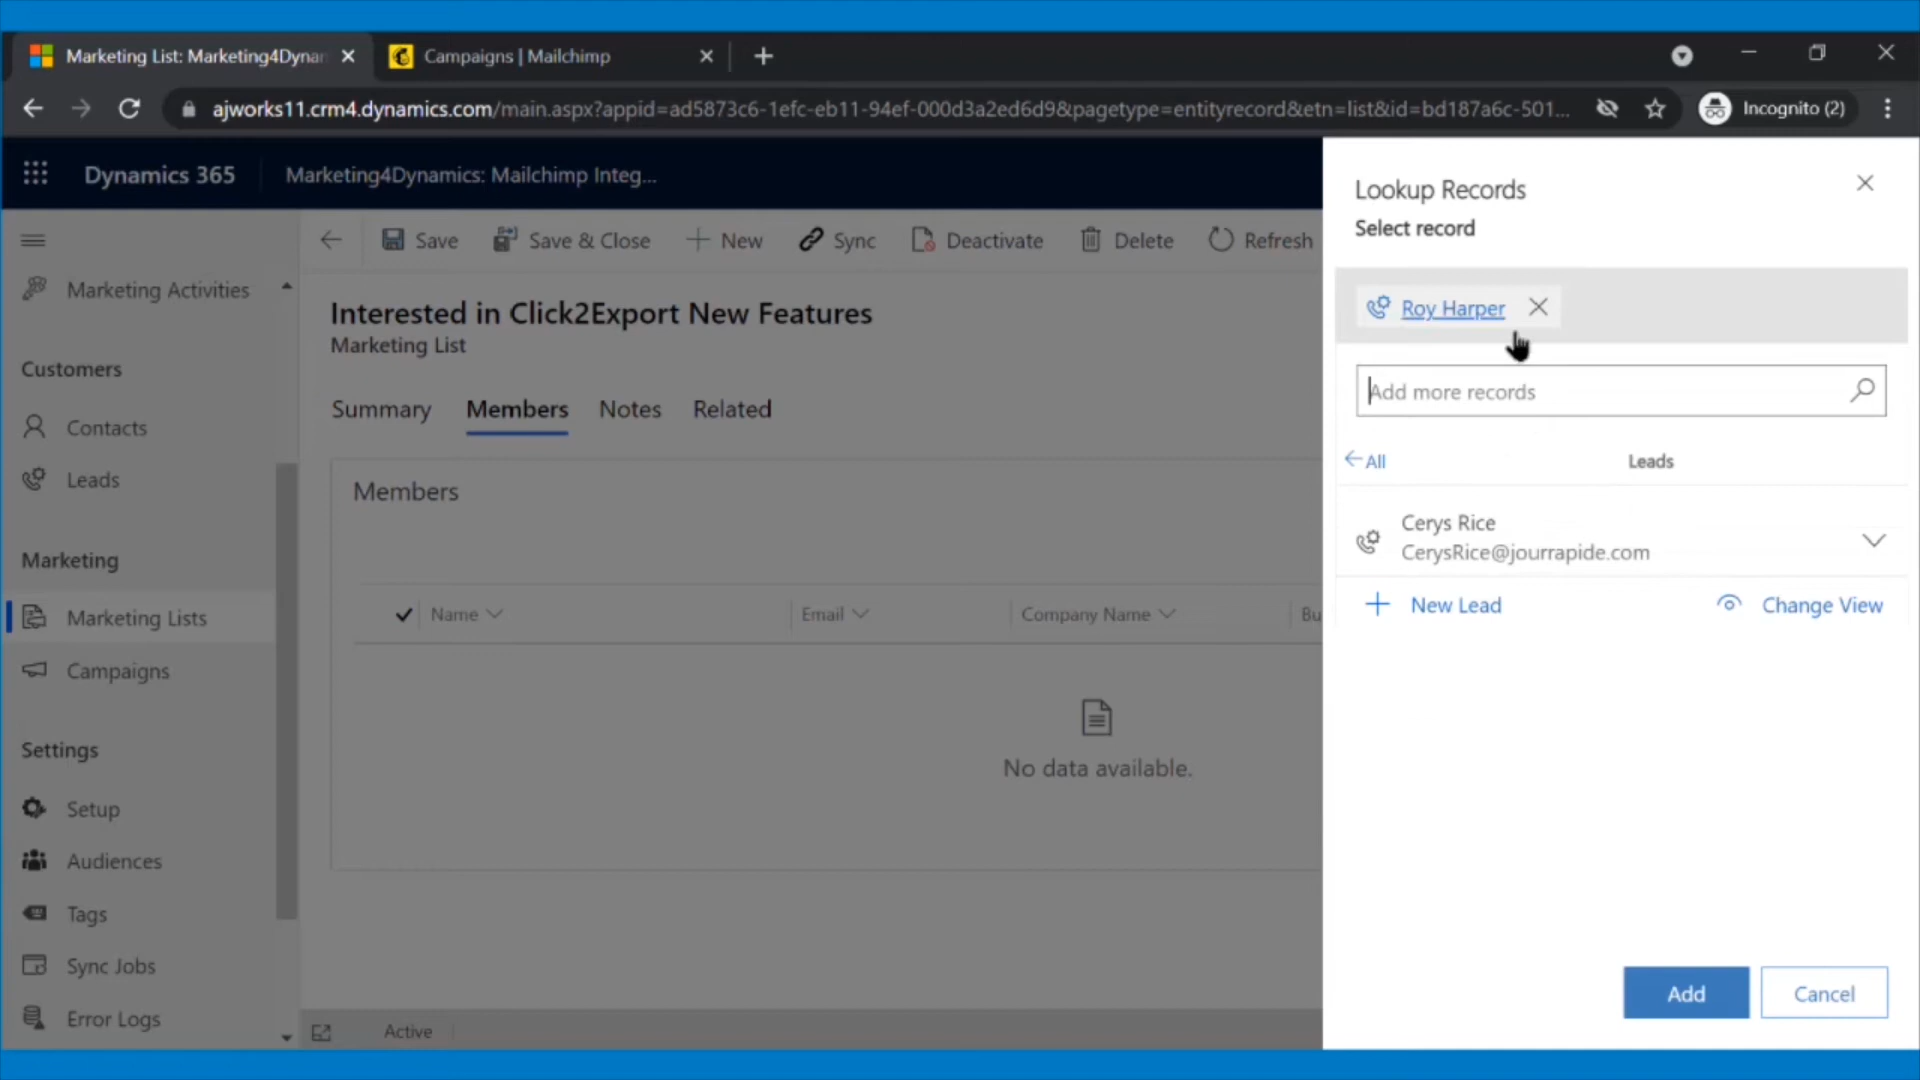 Marketing List: Marketing4Dynar
Campaigns | Mailchimp
ajworks11.crm4.dynamics.com/main.aspx?appid=ad5873c6-1efc-eb11-94ef-000d3a2ed6d9&pagetype=entityrecord&etn=list&id=bd187a6c-501...
Incognito (2)
Dynamics 365
Marketing4Dynamics: Mailchimp Integ...
Save
Save & Close
New
Sync
Deactivate
Delete
Refresh
Marketing Activities
Customers
Contacts
Leads
Marketing
Marketing Lists
Campaigns
Settings
Setup
Audiences
Tags
Sync Jobs
Error Logs
Interested in Click2Export New Features
Marketing List
Summary
Members
Notes
Related
Members
Name
Email
Company Name
Bu
No data available.
Active
Lookup Records
Select record
Roy Harper
Add more records
All
Leads
Cerys Rice
CerysRice@jourrapide.com
New Lead
Change View
Add
Cancel